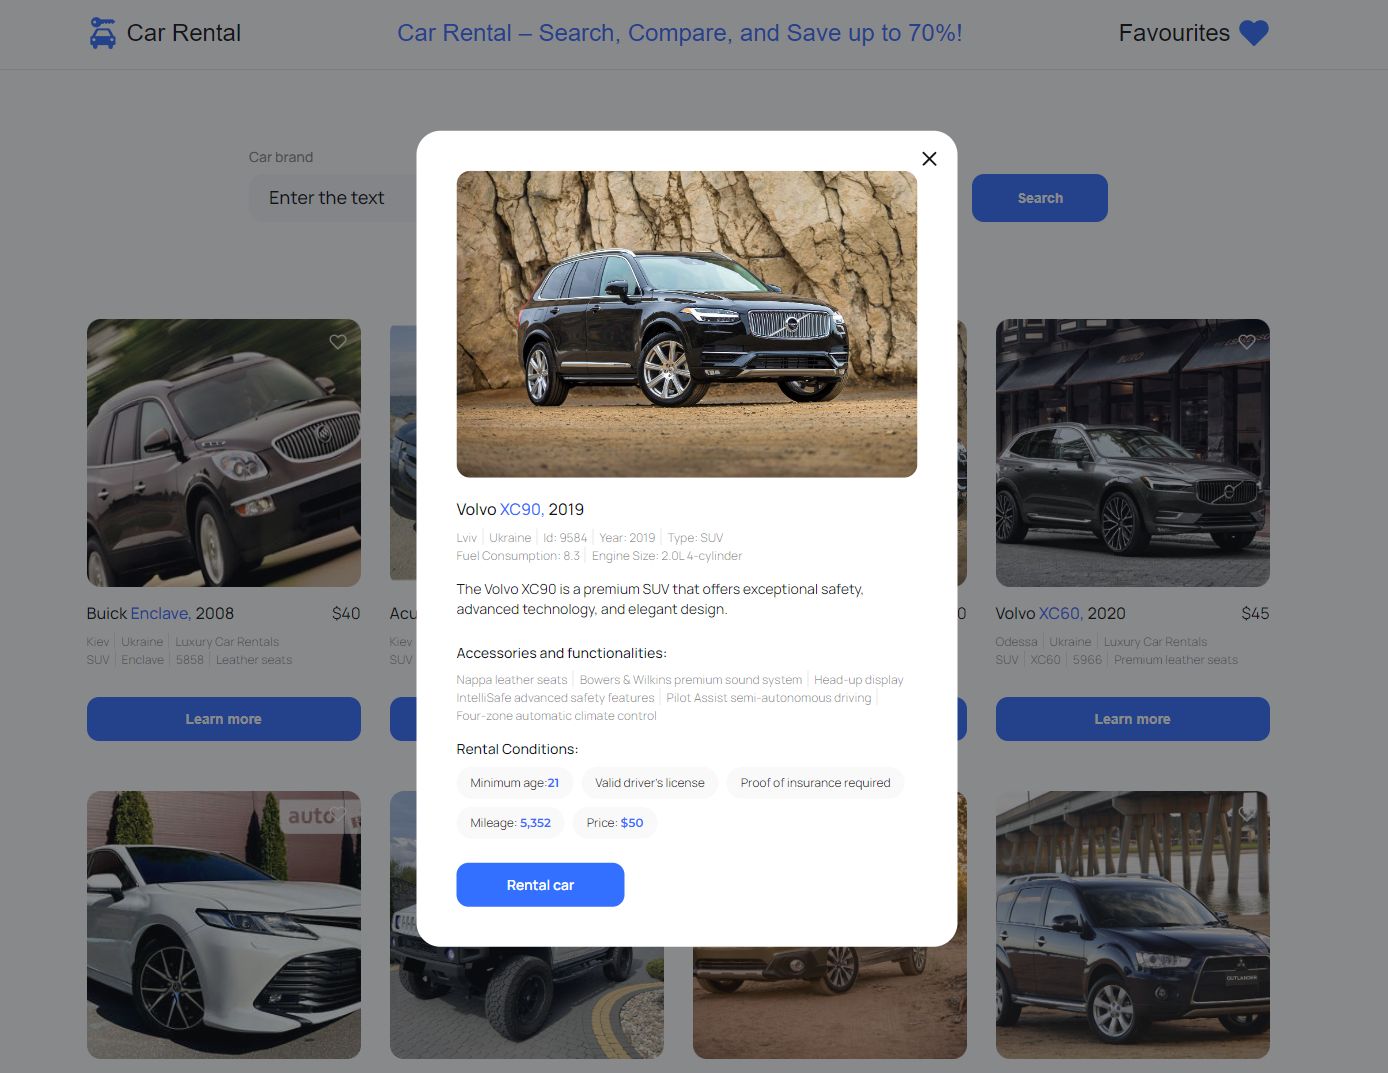 Car Rental
Car Rental – Search, Compare, and Save up to 70%!
Favourites
Car brand
Enter the text
Search
Volvo XC90, 2019
Lviv Ukraine Id: 9584 Year: 2019 Type: SUV
Fuel Consumption: 8.3 Engine Size: 2.0L 4-cylinder
The Volvo XC90 is a premium SUV that offers exceptional safety,
advanced technology, and elegant design.
Accessories and functionalities:
Nappa leather seats Bowers & Wilkins premium sound system Head-up display
IntelliSafe advanced safety features Pilot Assist semi-autonomous driving
Four-zone automatic climate control
Rental Conditions:
Minimum age:21
Valid driver's license
Proof of insurance required
Mileage: 5,352
Price: $50
Rental car
Buick Enclave, 2008 $40
Kiev Ukraine Luxury Car Rentals
SUV Enclave 5858 Leather seats
Learn more
Acu
Kiev
SUV
0
Volvo XC60, 2020 $45
Odessa Ukraine Luxury Car Rentals
SUV XC60 5966 Premium leather seats
Learn more
auto
OUTLANDER